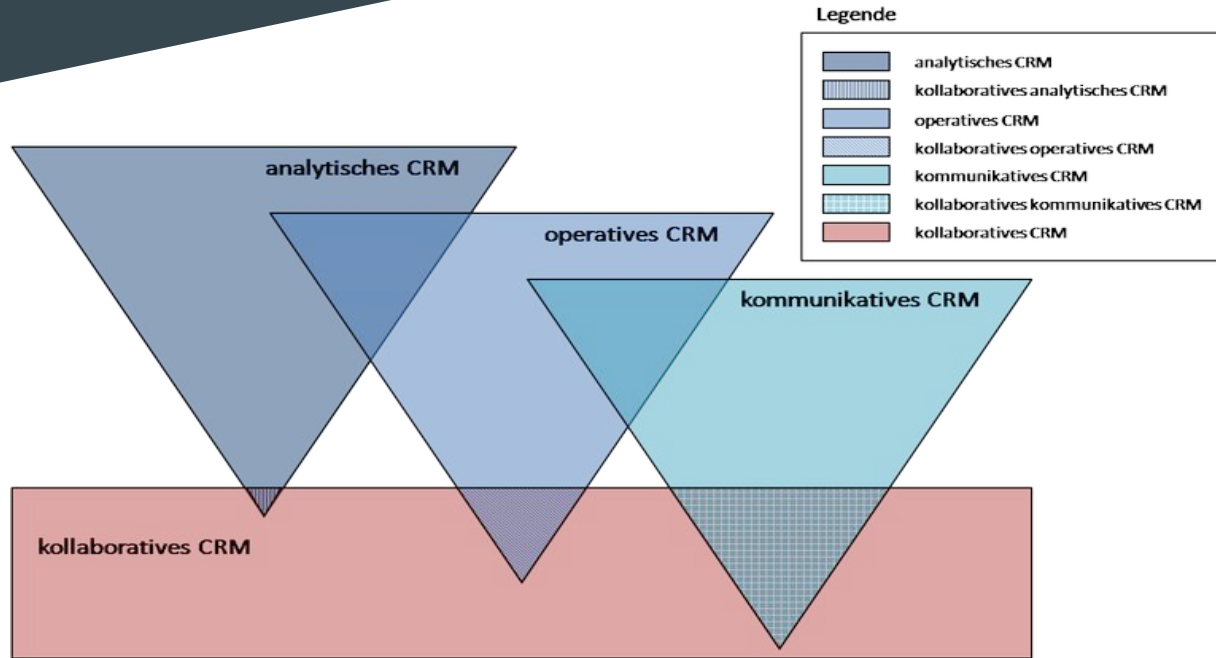 Legende
analytisches CRM
kollaboratives analytisches CRM
operatives CRM
kollaboratives operatives CRM
kommunikatives CRM
kollaboratives kommunikatives CRM
kollaboratives CRM
analytisches CRM
operatives CRM
kommunikatives CRM
kollaboratives CRM